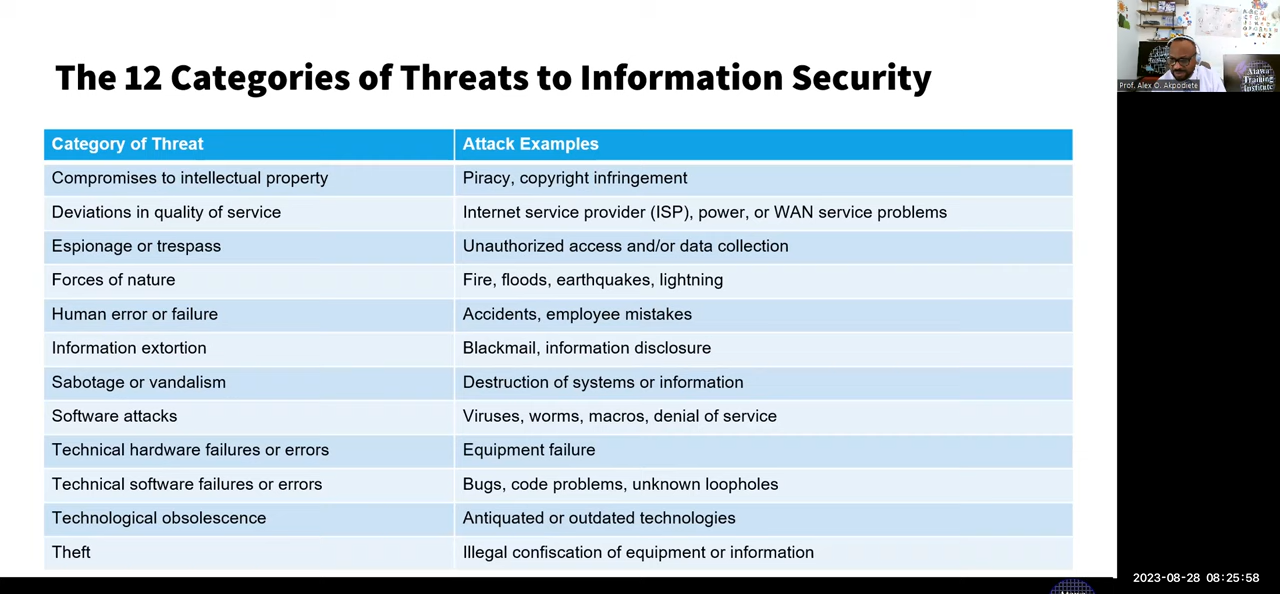 The 12 Categories of Threats to Information Security
Category of Threat Attack Examples
Compromises to intellectual property Piracy, copyright infringement
Deviations in quality of service Internet service provider (ISP), power, or WAN service problems
Espionage or trespass Unauthorized access and/or data collection
Forces of nature Fire, floods, earthquakes, lightning
Human error or failure Accidents, employee mistakes
Information extortion Blackmail, information disclosure
Sabotage or vandalism Destruction of systems or information
Software attacks Viruses, worms, macros, denial of service
Technical hardware failures or errors Equipment failure
Technical software failures or errors Bugs, code problems, unknown loopholes
Technological obsolescence Antiquated or outdated technologies
Theft Illegal confiscation of equipment or information
Atawa
Training
Institute
Prof. Alex O. Akpodiete
2023-08-28 08:25:58